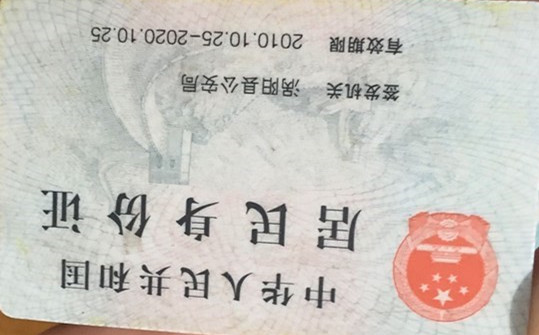 中华人民共和国
居民身份证
签发机关 涡阳县公安局
有效期限 2010.10.25-2020.10.25